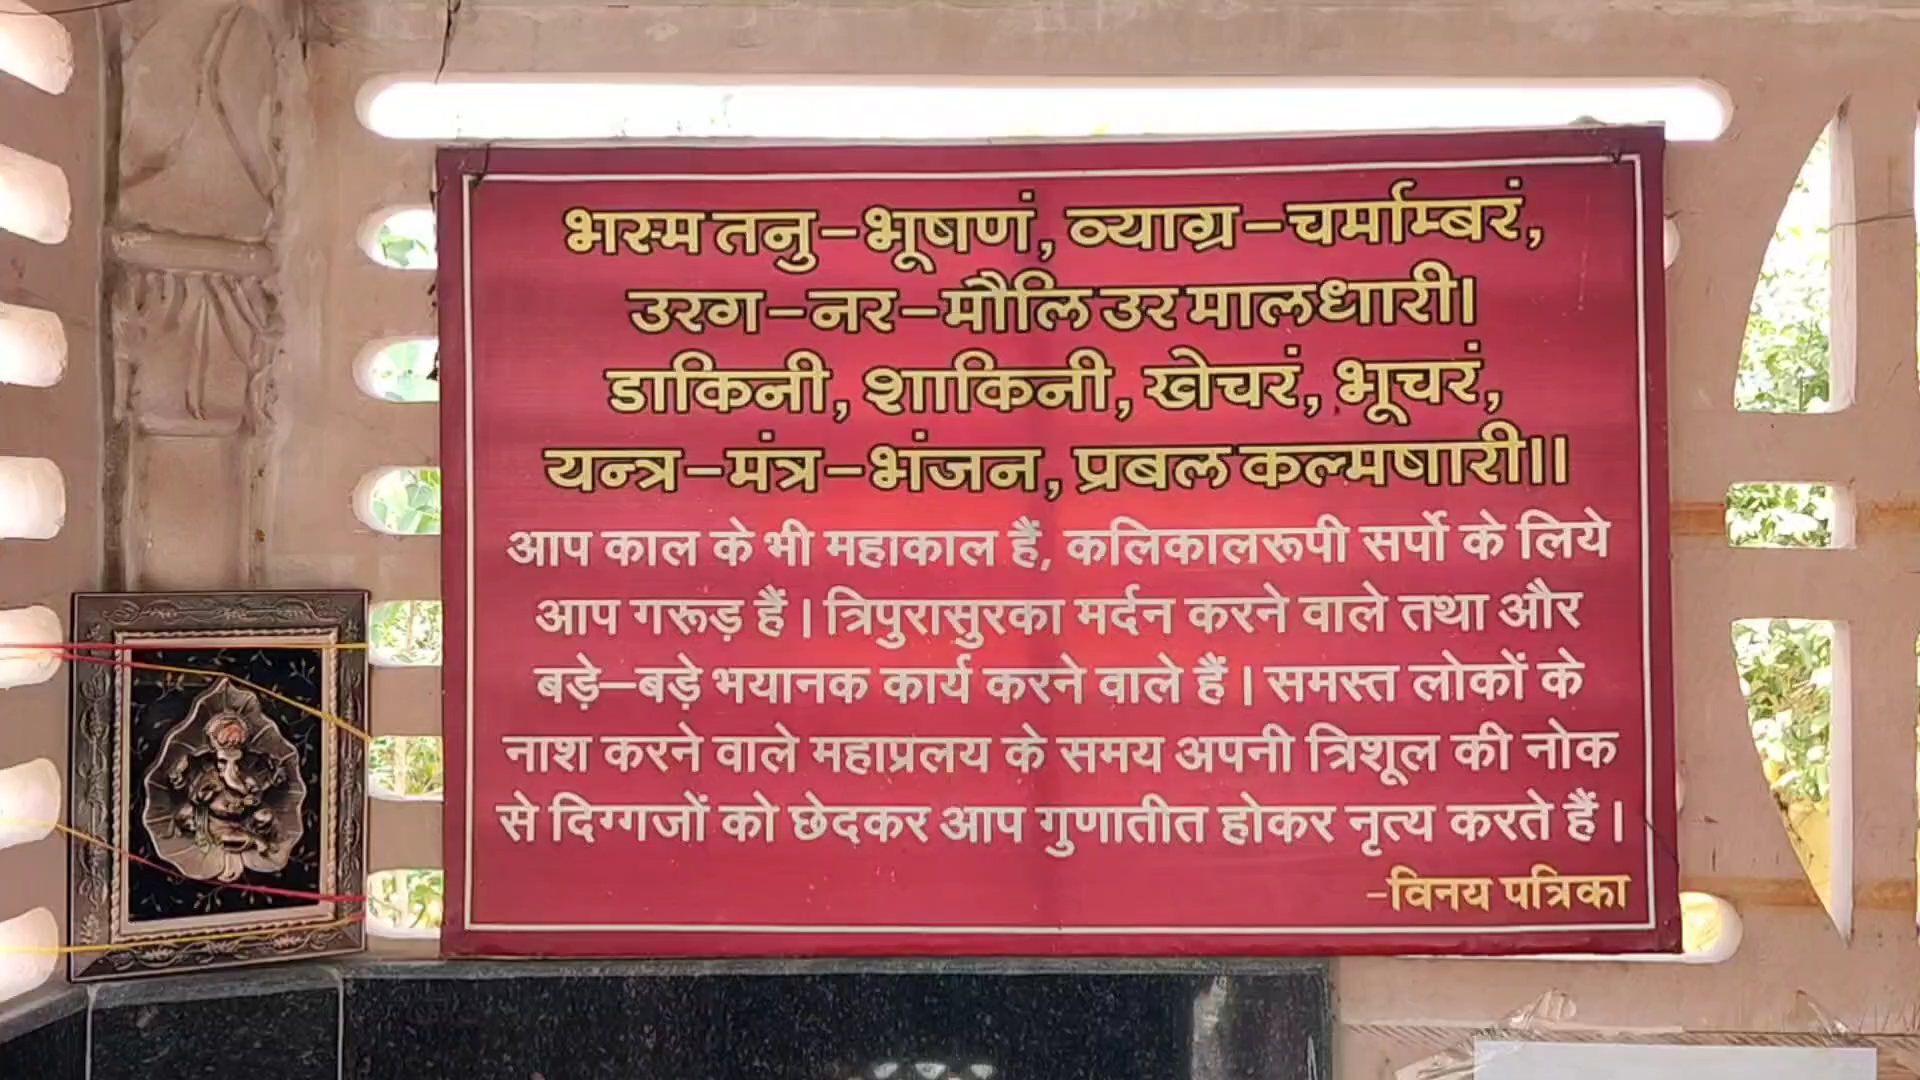 भस्म तनु–भूषणं, व्याग्र–चर्माम्बरं,
उरग–नर–मौलि उर मालधारी।
डाकिनी, शाकिनी, खेचरं, भूचरं,
यन्त्र–मंत्र–भंजन, प्रबल कल्मषारी।।
आप काल के भी महाकाल हैं, कलिकालरूपी सर्पो के लिये
आप गरूड़ हैं | त्रिपुरासुरका मर्दन करने वाले तथा और
बड़े–बड़े भयानक कार्य करने वाले हैं | समस्त लोकों के
नाश करने वाले महाप्रलय के समय अपनी त्रिशूल की नोक
से दिग्गजों को छेदकर आप गुणातीत होकर नृत्य करते हैं |
-विनय पत्रिका